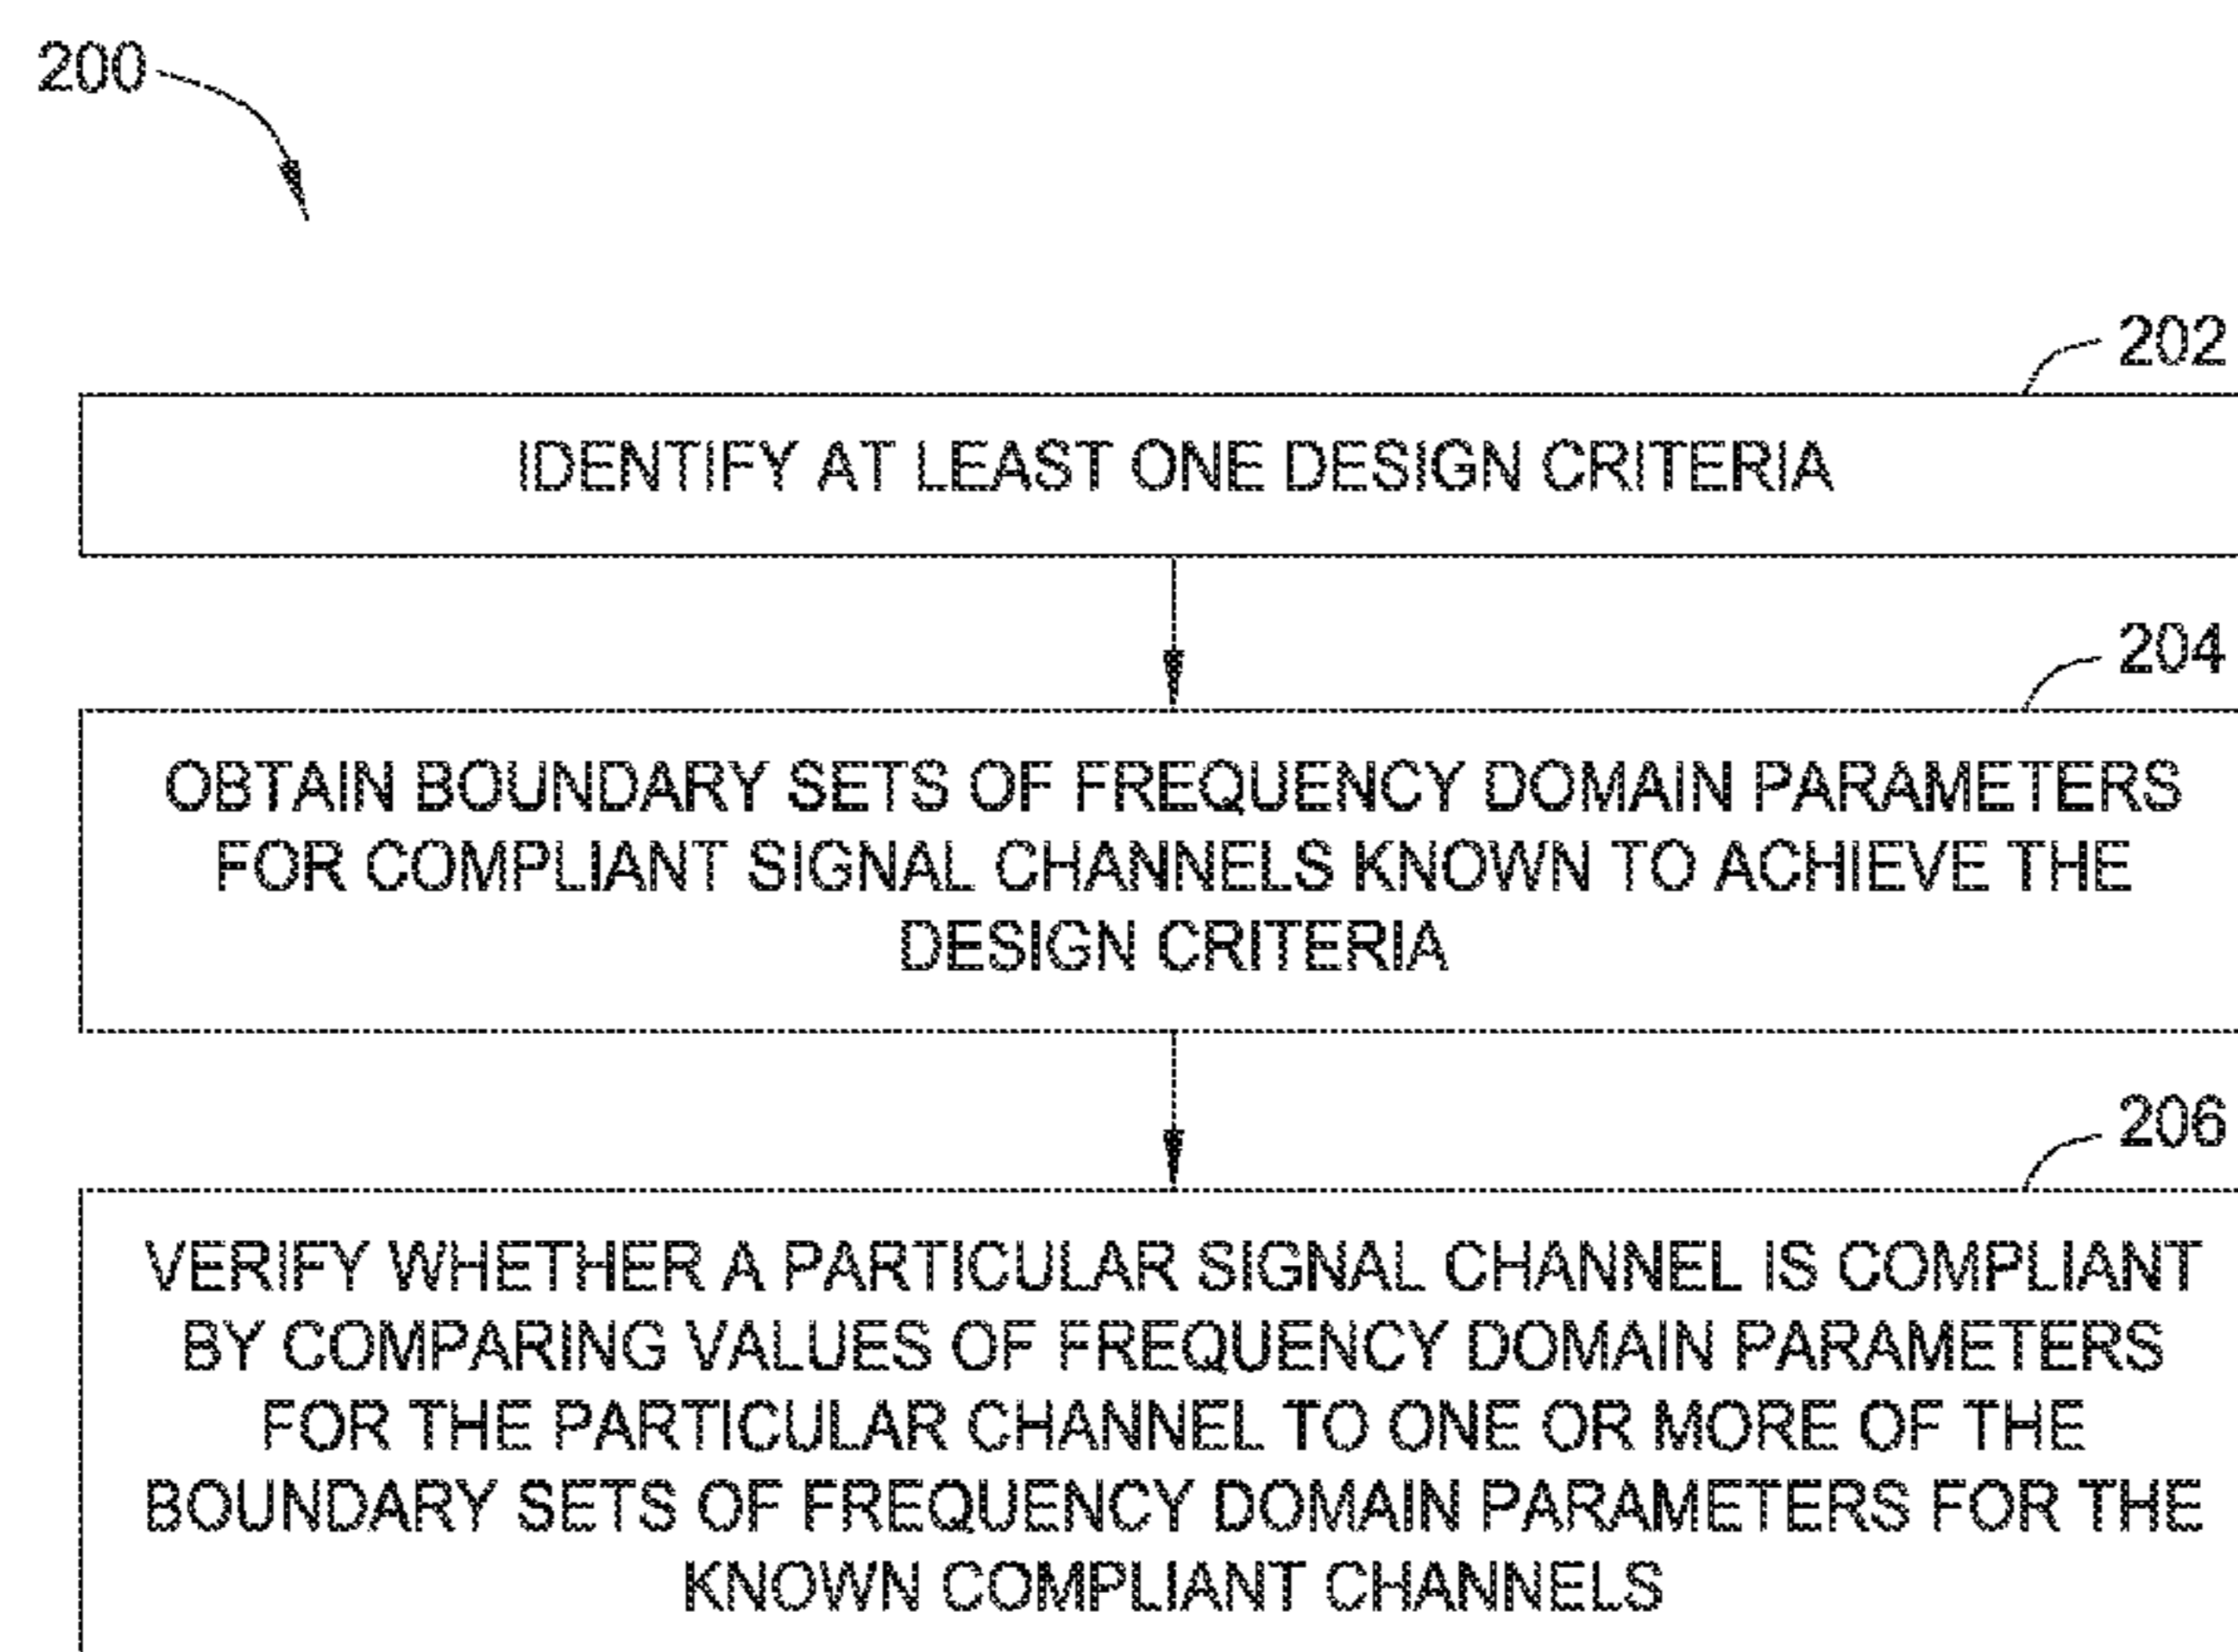 200
202
IDENTIFY AT LEAST ONE DESIGN CRITERIA
204
OBTAIN BOUNDARY SETS OF FREQUENCY DOMAIN PARAMETERS
FOR COMPLIANT SIGNAL CHANNELS KNOWN TO ACHIEVE THE
DESIGN CRITERIA
206
VERIFY WHETHER A PARTICULAR SIGNAL CHANNEL IS COMPLIANT
BY COMPARING VALUES OF FREQUENCY DOMAIN PARAMETERS
FOR THE PARTICULAR CHANNEL TO ONE OR MORE OF THE
BOUNDARY SETS OF FREQUENCY DOMAIN PARAMETERS FOR THE
KNOWN COMPLIANT CHANNELS